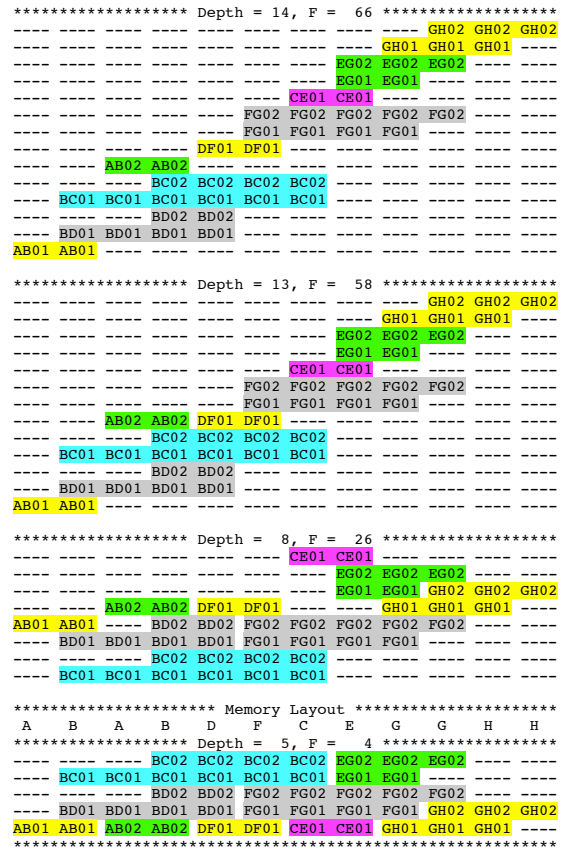 ******************* Depth = 14, F =  66 *******************
---- ---- ---- ---- ---- ---- ---- ---- ---- GH02 GH02 GH02
---- ---- ---- ---- ---- ---- ---- ---- GH01 GH01 GH01 ----
---- ---- ---- ---- ---- ---- ---- EG02 EG02 EG02 ---- ----
---- ---- ---- ---- ---- ---- ---- EG01 EG01 ---- ---- ----
---- ---- ---- ---- ---- ---- CE01 CE01 ---- ---- ---- ----
---- ---- ---- ---- ---- FG02 FG02 FG02 FG02 FG02 ---- ----
---- ---- ---- ---- ---- FG01 FG01 FG01 FG01 ---- ---- ----
---- ---- ---- ---- DF01 DF01 ---- ---- ---- ---- ---- ----
---- ---- AB02 AB02 ---- ---- ---- ---- ---- ---- ---- ----
---- ---- ---- BC02 BC02 BC02 BC02 ---- ---- ---- ---- ----
---- BC01 BC01 BC01 BC01 BC01 BC01 ---- ---- ---- ---- ----
---- ---- ---- BD02 BD02 ---- ---- ---- ---- ---- ---- ----
---- BD01 BD01 BD01 BD01 ---- ---- ---- ---- ---- ---- ----
AB01 AB01 ---- ---- ---- ---- ---- ---- ---- ---- ---- ----
******************* Depth = 13, F =  58 *******************
---- ---- ---- ---- ---- ---- ---- ---- ---- GH02 GH02 GH02
---- ---- ---- ---- ---- ---- ---- ---- GH01 GH01 GH01 ----
---- ---- ---- ---- ---- ---- ---- EG02 EG02 EG02 ---- ----
---- ---- ---- ---- ---- ---- ---- EG01 EG01 ---- ---- ----
---- ---- ---- ---- ---- ---- CE01 CE01 ---- ---- ---- ----
---- ---- ---- ---- ---- FG02 FG02 FG02 FG02 FG02 ---- ----
---- ---- ---- ---- ---- FG01 FG01 FG01 FG01 ---- ---- ----
---- ---- AB02 AB02 DF01 DF01 ---- ---- ---- ---- ---- ----
---- ---- ---- BC02 BC02 BC02 BC02 ---- ---- ---- ---- ----
---- BC01 BC01 BC01 BC01 BC01 BC01 ---- ---- ---- ---- ----
---- ---- ---- BD02 BD02 ---- ---- ---- ---- ---- ---- ----
---- BD01 BD01 BD01 BD01 ---- ---- ---- ---- ---- ---- ----
AB01 AB01 ---- ---- ---- ---- ---- ---- ---- ---- ---- ----
******************* Depth =  8, F =  26 *******************
---- ---- ---- ---- ---- ---- CE01 CE01 ---- ---- ---- ----
---- ---- ---- ---- ---- ---- ---- EG02 EG02 EG02 ---- ----
---- ---- ---- ---- ---- ---- ---- EG01 EG01 GH02 GH02 GH02
---- ---- AB02 AB02 DF01 DF01 ---- ---- GH01 GH01 GH01 ----
AB01 AB01 ---- BD02 BD02 FG02 FG02 FG02 FG02 FG02 ---- ----
---- BD01 BD01 BD01 BD01 FG01 FG01 FG01 FG01 ---- ---- ----
---- ---- ---- BC02 BC02 BC02 BC02 ---- ---- ---- ---- ----
---- BC01 BC01 BC01 BC01 BC01 BC01 ---- ---- ---- ---- ----
********************** Memory Layout **********************
A    B    A    B    D    F    C    E    G    G    H    H
******************* Depth =  5, F =   4 *******************
---- ---- ---- BC02 BC02 BC02 BC02 EG02 EG02 EG02 ---- ----
---- BC01 BC01 BC01 BC01 BC01 BC01 EG01 EG01 ---- ---- ----
---- ---- ---- BD02 BD02 FG02 FG02 FG02 FG02 FG02 ---- ----
---- BD01 BD01 BD01 BD01 FG01 FG01 FG01 FG01 GH02 GH02 GH02
AB01 AB01 AB02 AB02 DF01 DF01 CE01 CE01 GH01 GH01 GH01 ----
***********************************************************